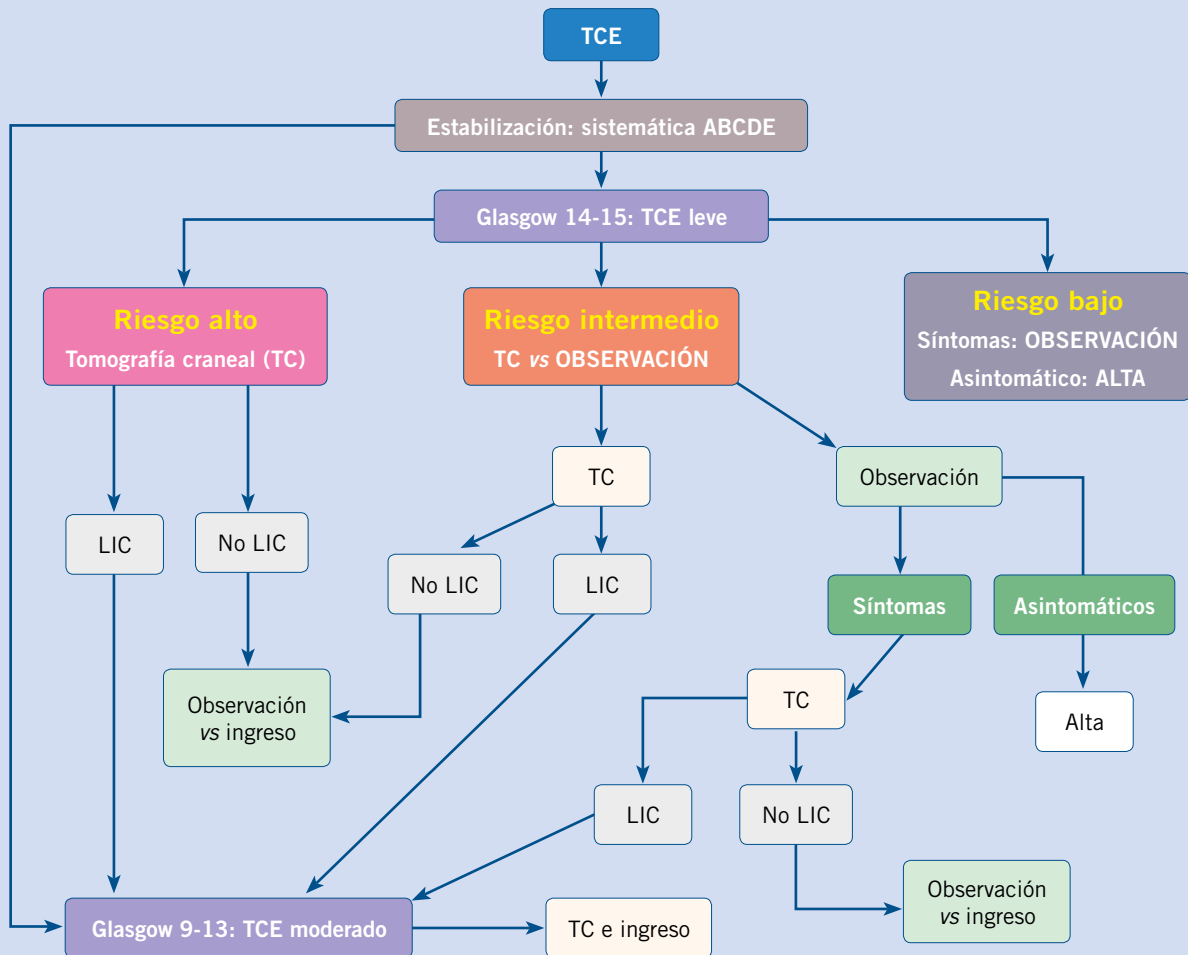 TCE
Estabilización: sistemática ABCDE
Glasgow 14-15: TCE leve
Riesgo alto
Tomografía craneal (TC)
Riesgo intermedio
TC vs OBSERVACIÓN
Riesgo bajo
Síntomas: OBSERVACIÓN
Asintomático: ALTA
TC
Observación
LIC
No LIC
No LIC
LIC
Síntomas
Asintomáticos
Observación
vs ingreso
TC
Alta
LIC
No LIC
Observación
vs ingreso
Glasgow 9-13: TCE moderado
TC e ingreso